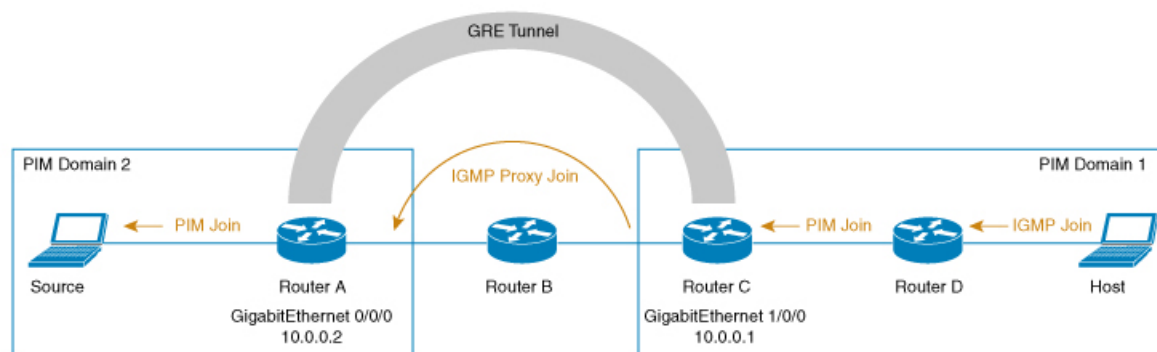 GRE Tunnel
PIM Domain 2
PIM Domain 1
IGMP Proxy Join
PIM Join
PIM Join
IGMP Join
Source
Router A
Router B
Router C
Router D
Host
GigabitEthernet 0/0/0
10.0.0.2
GigabitEthernet 1/0/0
10.0.0.1